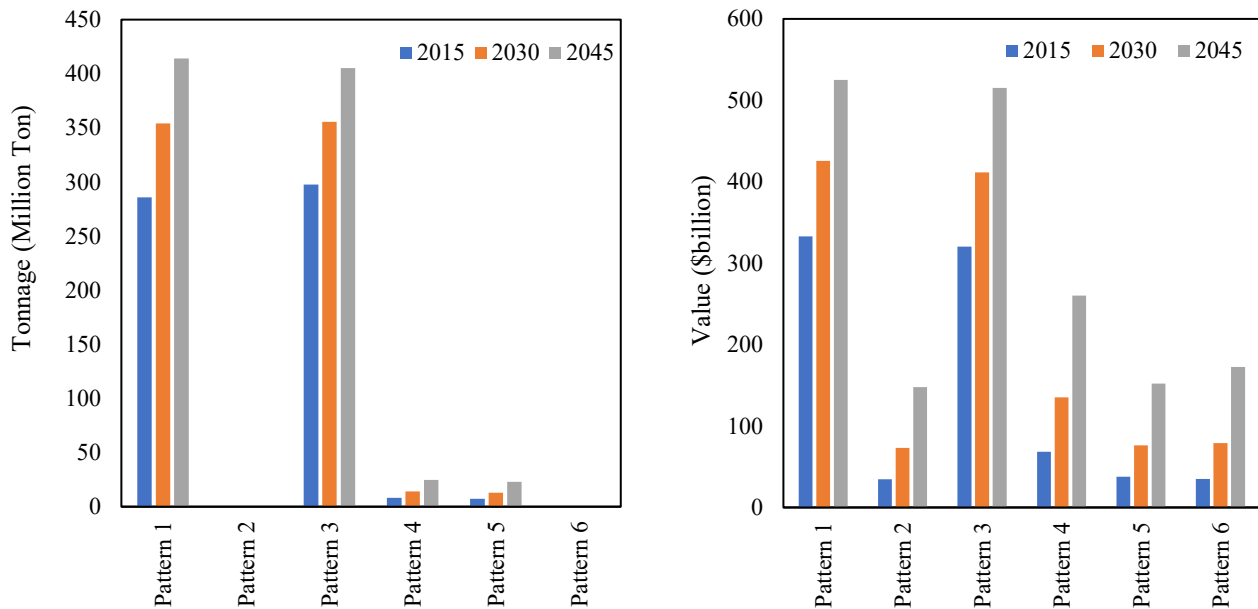 Tonnage (Million Ton)
450
400
350
300
250
200
150
100
50
0
2015 2030 2045
Pattern 1
Pattern 2
Pattern 3
Pattern 4
Pattern 5
Pattern 6
Value ($billion)
600
500
400
300
200
100
0
2015 2030 2045
Pattern 1
Pattern 2
Pattern 3
Pattern 4
Pattern 5
Pattern 6